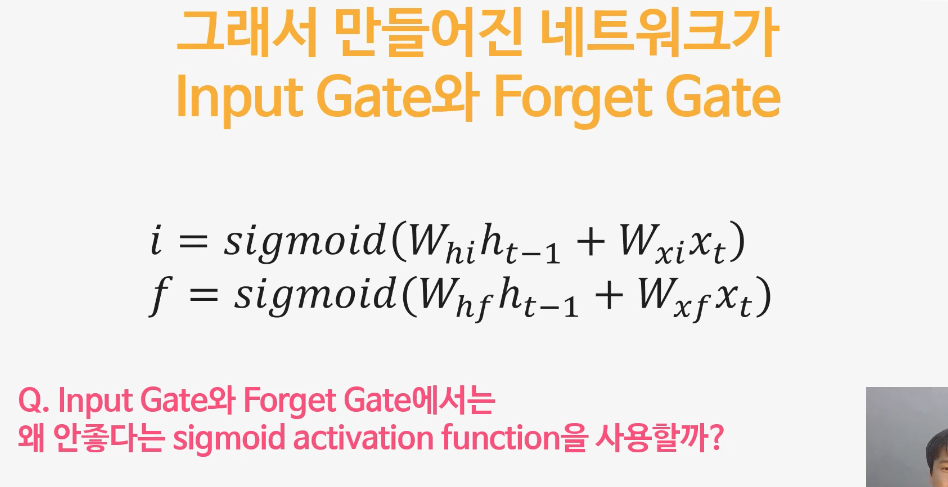 그래서 만들어진 네트워크가
Input Gate와 Forget Gate
i = sigmoid(W_{hi}h_{t-1} + W_{xi}x_t)
f = sigmoid(W_{hf}h_{t-1} + W_{xf}x_t)
Q. Input Gate와 Forget Gate에서는
왜 안좋다는 sigmoid activation function을 사용할까?